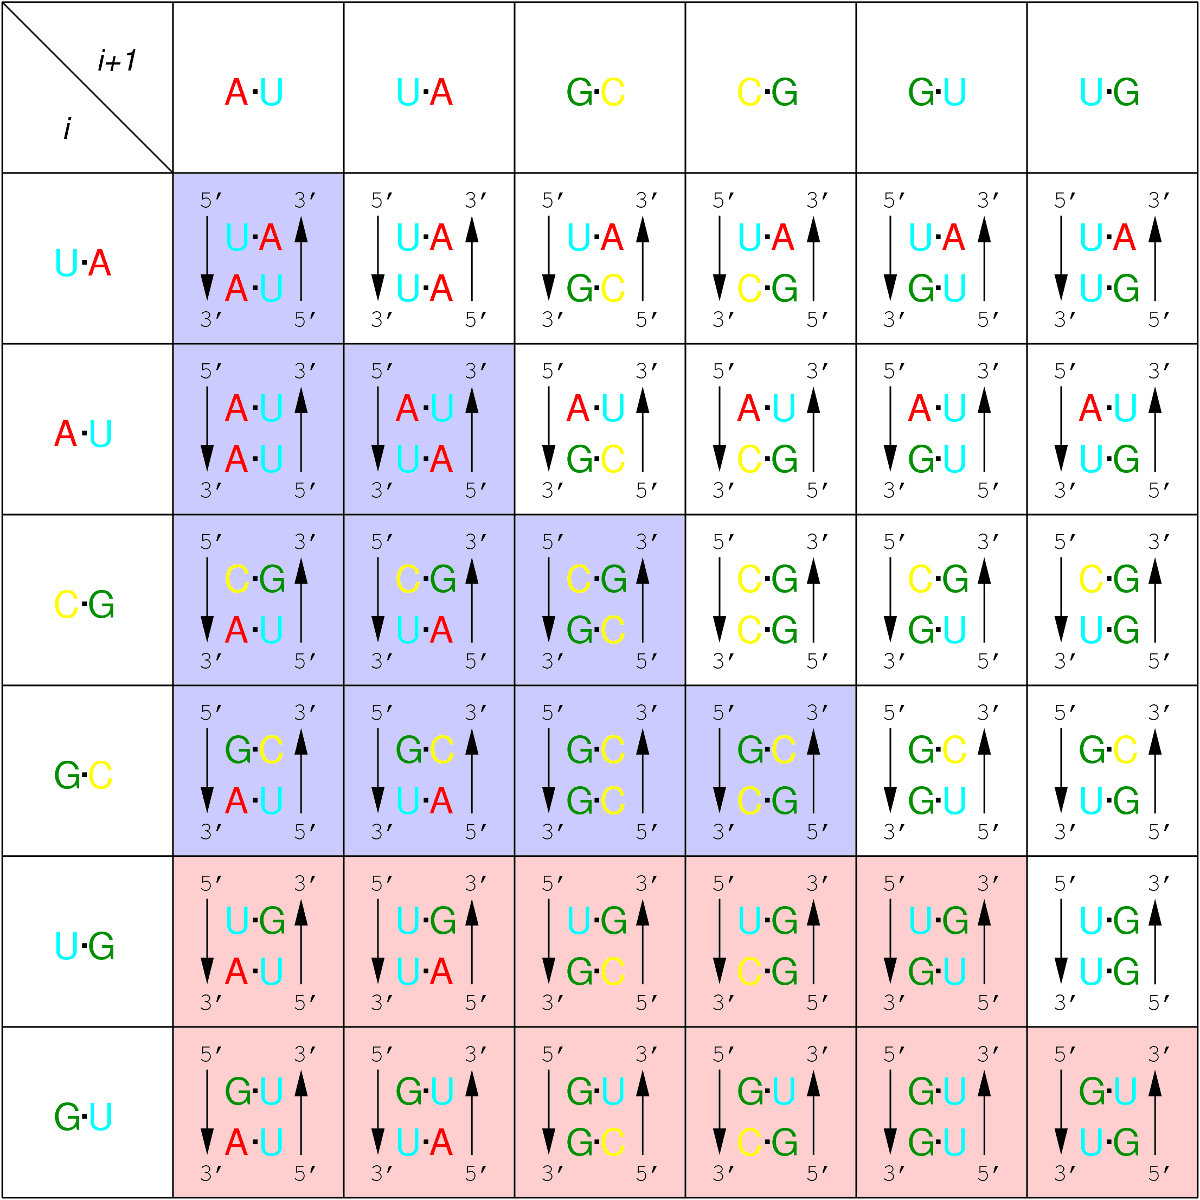 i+1
i
A·U U·A G·C C·G G·U U·G
5′ 3′ 5′ 3′ 5′ 3′ 5′ 3′ 5′ 3′ 5′ 3′
U·A U·A U·A U·A U·A U·A
U·A
A·U U·A G·C C·G G·U U·G
3′ 5′ 3′ 5′ 3′ 5′ 3′ 5′ 3′ 5′ 3′ 5′
5′ 3′ 5′ 3′ 5′ 3′ 5′ 3′ 5′ 3′ 5′ 3′
A·U A·U A·U A·U A·U A·U
A·U
A·U U·A G·C C·G G·U U·G
3′ 5′ 3′ 5′ 3′ 5′ 3′ 5′ 3′ 5′ 3′ 5′
5′ 3′ 5′ 3′ 5′ 3′ 5′ 3′ 5′ 3′ 5′ 3′
C·G C·G C·G C·G C·G C·G
C·G
A·U U·A G·C C·G G·U U·G
3′ 5′ 3′ 5′ 3′ 5′ 3′ 5′ 3′ 5′ 3′ 5′
5′ 3′ 5′ 3′ 5′ 3′ 5′ 3′ 5′ 3′ 5′ 3′
G·C G·C G·C G·C G·C G·C
G·C
A·U U·A G·C C·G G·U U·G
3′ 5′ 3′ 5′ 3′ 5′ 3′ 5′ 3′ 5′ 3′ 5′
5′ 3′ 5′ 3′ 5′ 3′ 5′ 3′ 5′ 3′ 5′ 3′
U·G U·G U·G U·G U·G U·G
U·G
A·U U·A G·C C·G G·U U·G
3′ 5′ 3′ 5′ 3′ 5′ 3′ 5′ 3′ 5′ 3′ 5′
5′ 3′ 5′ 3′ 5′ 3′ 5′ 3′ 5′ 3′ 5′ 3′
G·U G·U G·U G·U G·U G·U
G·U
A·U U·A G·C C·G G·U U·G
3′ 5′ 3′ 5′ 3′ 5′ 3′ 5′ 3′ 5′ 3′ 5′